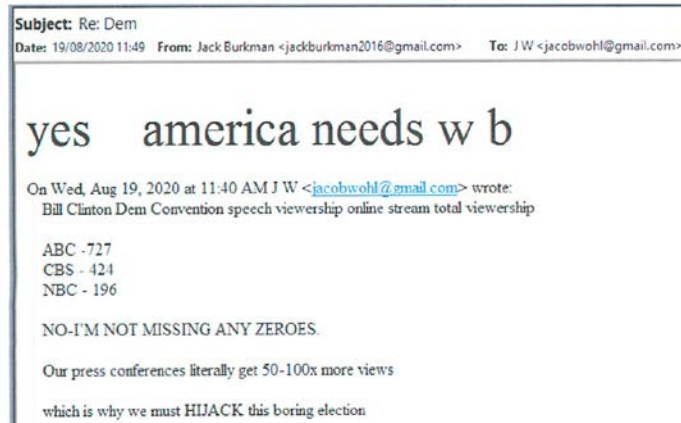 Subject: Re: Dem
Date: 19/08/2020 11:49 From: Jack Burkman <jackburkman2016@gmail.com> To: J W <jacobwohl@gmail.com>
yes america needs w b
On Wed, Aug 19, 2020 at 11:40 AM J W <jacobwohl@gmail.com> wrote:
Bill Clinton Dem Convention speech viewership online stream total viewership
ABC -727
CBS - 424
NBC - 196
NO-I'M NOT MISSING ANY ZEROES.
Our press conferences literally get 50-100x more views
which is why we must HIJACK this boring election